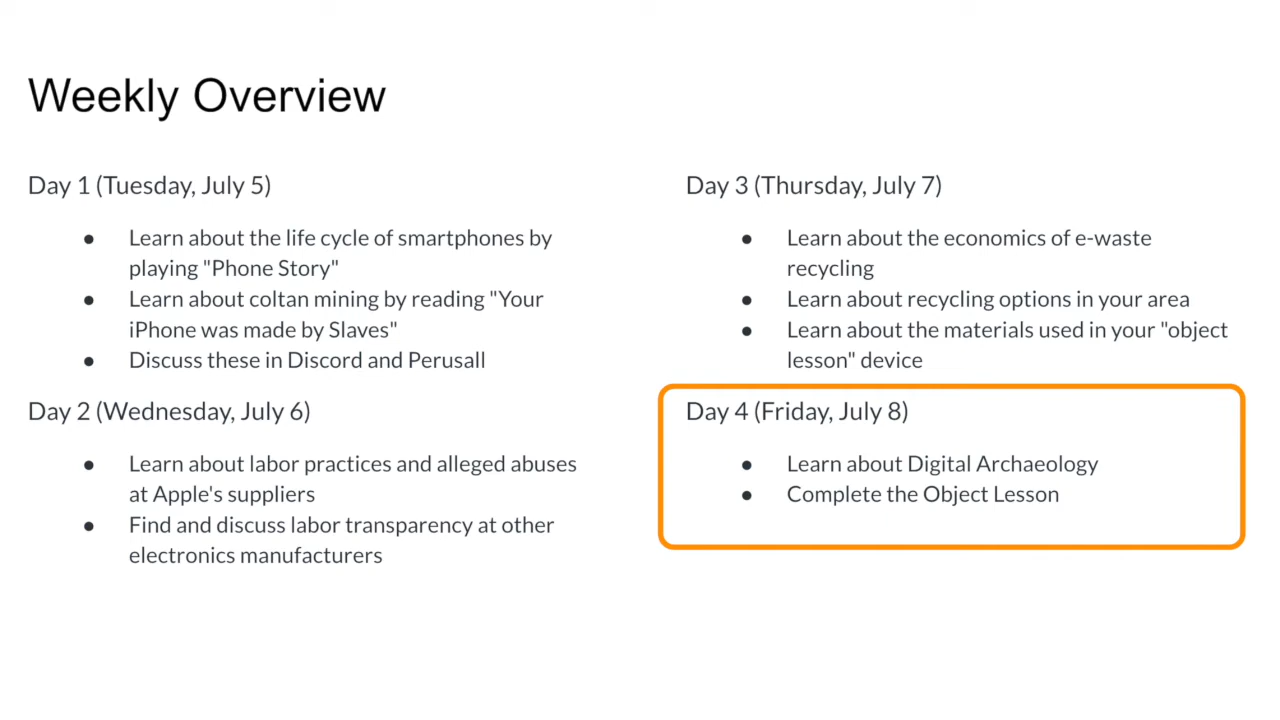 Weekly Overview
Day 1 (Tuesday, July 5)
● Learn about the life cycle of smartphones by
playing "Phone Story"
● Learn about coltan mining by reading "Your
iPhone was made by Slaves"
● Discuss these in Discord and Perusall
Day 2 (Wednesday, July 6)
● Learn about labor practices and alleged abuses
at Apple's suppliers
● Find and discuss labor transparency at other
electronics manufacturers
Day 3 (Thursday, July 7)
● Learn about the economics of e-waste
recycling
● Learn about recycling options in your area
● Learn about the materials used in your "object
lesson" device
Day 4 (Friday, July 8)
● Learn about Digital Archaeology
● Complete the Object Lesson